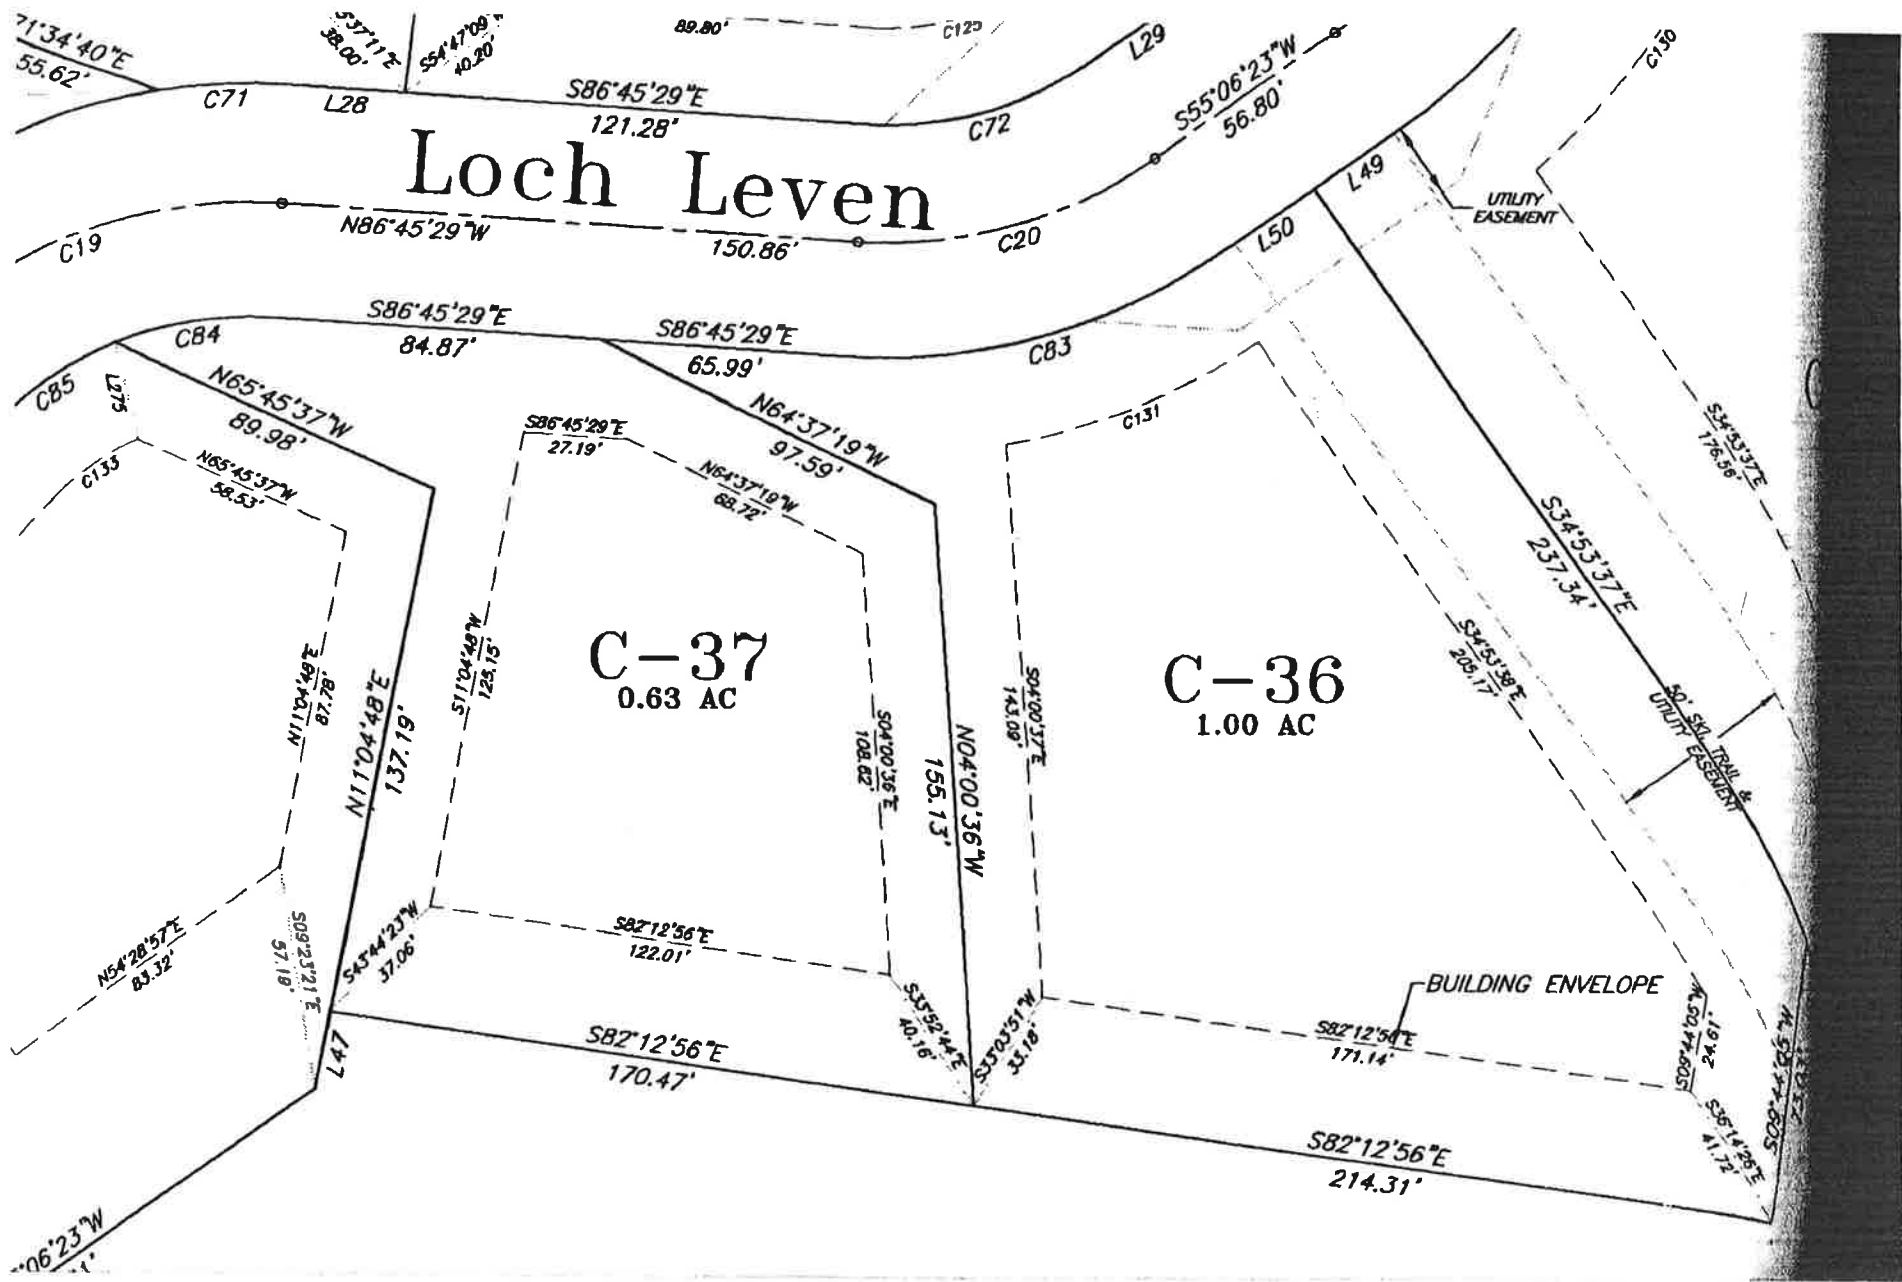 71°34'40"E
55.62'
S37'11"E
38.00'
S54°47'09"
40.20'
89.80'
C71
L28
S86°45'29"E
121.28'
C72
L29
S55°06'23"W
56.80'
C130
Loch Leven
C19
N86°45'29"W
150.86'
C20
L50
L49
UTILITY
EASEMENT
C85
C84
S86°45'29"E
84.87'
S86°45'29"E
65.99'
C83
L275
N65°45'37"W
89.98'
C133
N65°45'37"W
58.53'
S86°45'29"E
27.19'
N64°37'19"W
97.59'
N64°37'19"W
68.72'
C131
S34°53'37"E
176.56'
S34°53'37"E
237.34'
S34°53'38"E
205.17'
N11°04'48"E
87.78'
N11°04'48"E
137.19'
S11°04'48"W
125.15'
C-37
0.63 AC
S04°00'36"E
108.62'
N04°00'36"W
155.13'
S04°00'37"E
143.09'
C-36
1.00 AC
50' SKI TRAIL &
UTILITY EASEMENT
N54°28'57"E
83.32'
S09°23'21"E
57.19'
S43°44'23"W
37.06'
S82°12'56"E
122.01'
S33°52'44"E
40.16'
S33°03'51"W
33.18'
BUILDING ENVELOPE
S82°12'56"E
171.14'
S09°44'05"W
24.61'
S09°44'05"W
S36°14'26"E
41.72'
L47
S82°12'56"E
170.47'
S82°12'56"E
214.31'
°06'23"W